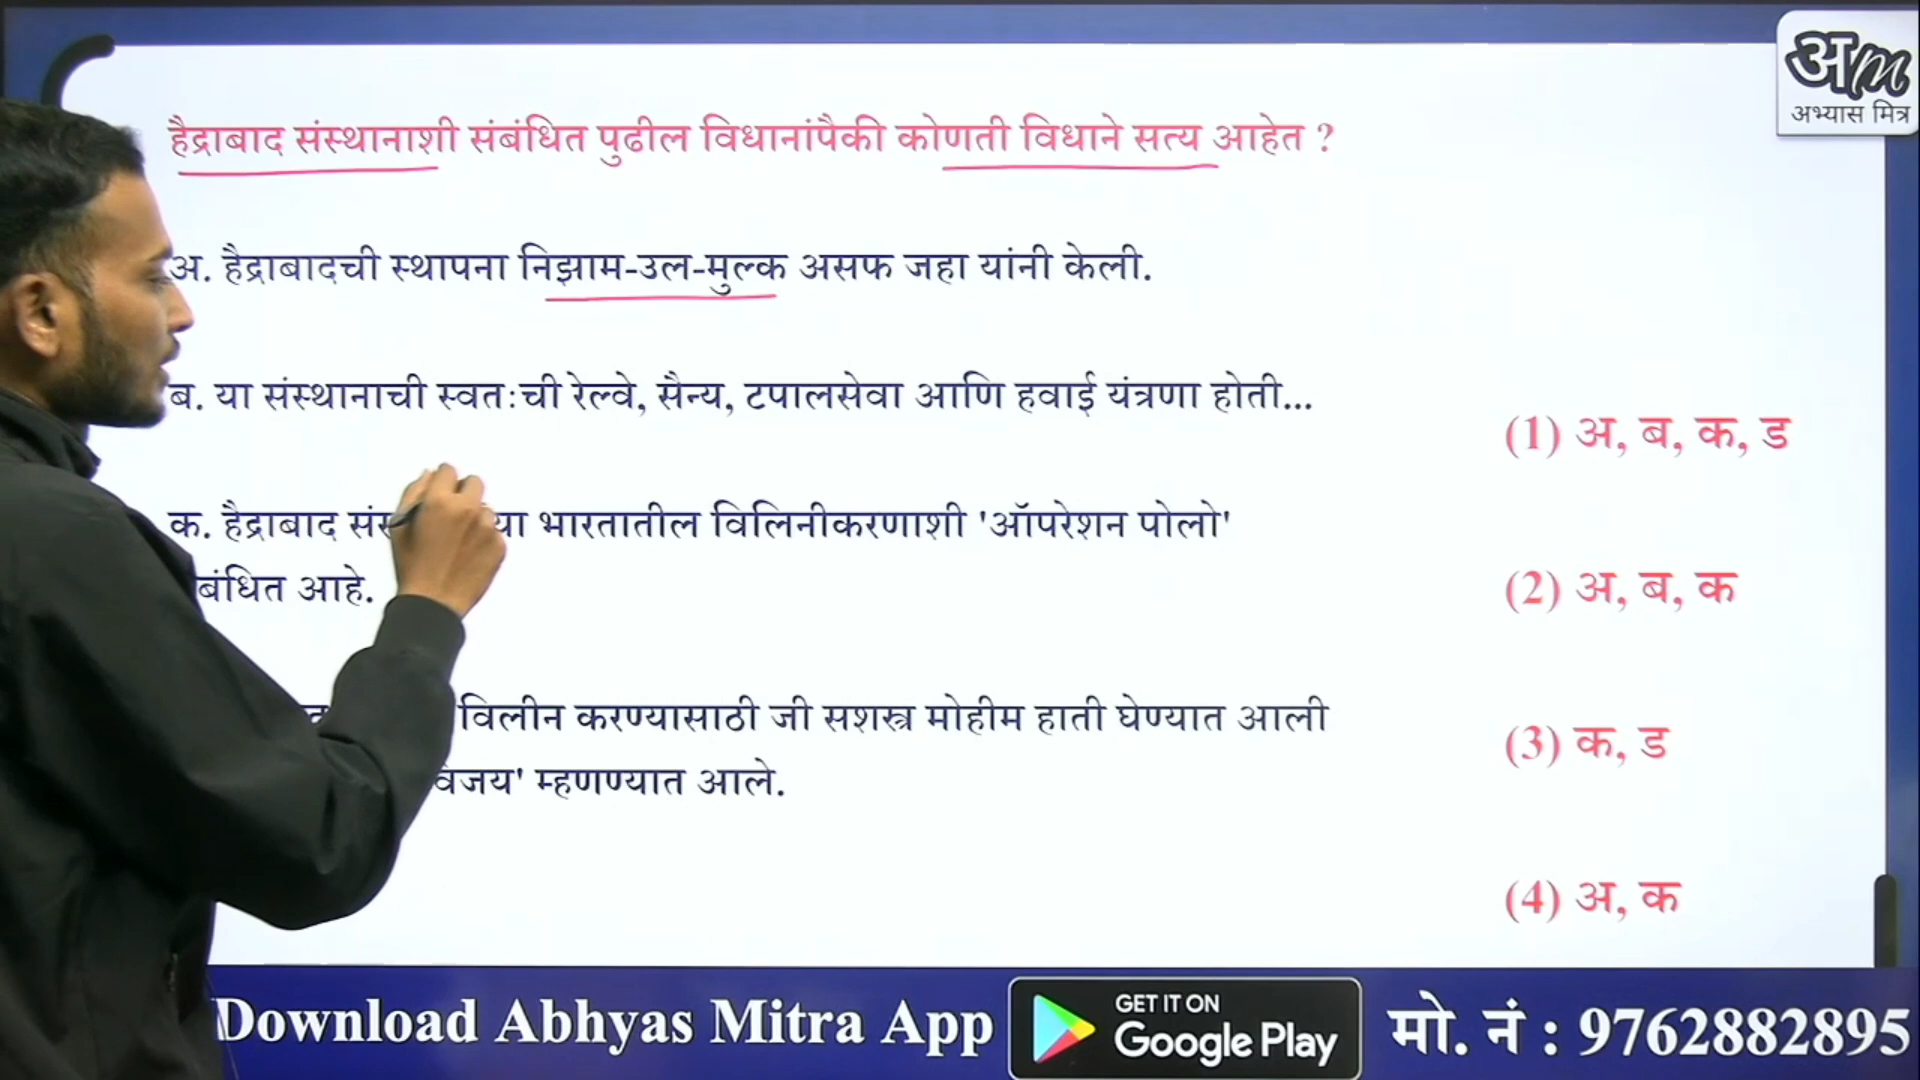 अm
अभ्यास मित्र
हैद्राबाद संस्थानाशी संबंधित पुढील विधानांपैकी कोणती विधाने सत्य आहेत ?
अ. हैद्राबादची स्थापना निझाम-उल-मुल्क असफ जहा यांनी केली.
ब. या संस्थानाची स्वतःची रेल्वे, सैन्य, टपालसेवा आणि हवाई यंत्रणा होती...
क. हैद्राबाद भारतातील विलिनीकरणाशी 'ऑपरेशन पोलो'
आहे.
विलीन करण्यासाठी जी सशस्त्र मोहीम हाती घेण्यात आली
म्हणण्यात आले.
(1) अ, ब, क, ड
(2) अ, ब, क
(3) क, ड
(4) अ, क
Download Abhyas Mitra App
GET IT ON
Google Play
मो. नं : 9762882895